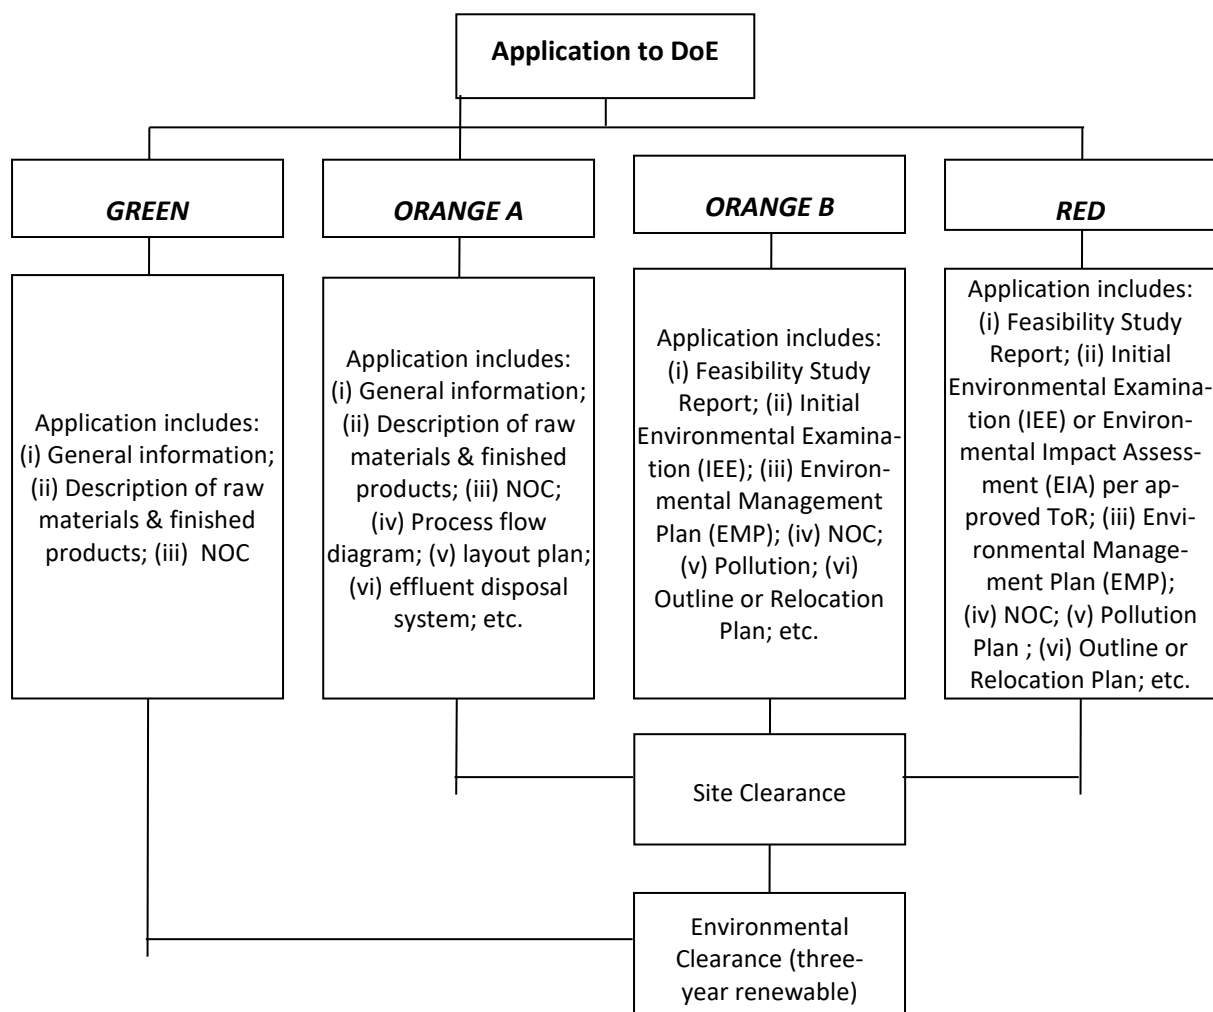 Application to DoE
GREEN
ORANGE A
ORANGE B
RED
Application includes:
(i) General information;
(ii) Description of raw
materials & finished
products; (iii)  NOC
Application includes:
(i) General information;
(ii) Description of raw
materials & finished
products; (iii) NOC;
(iv) Process flow
diagram; (v) layout plan;
(vi) effluent disposal
system; etc.
Application includes:
(i) Feasibility Study
Report; (ii) Initial
Environmental Examina-
tion (IEE); (iii) Environ-
mental Management
Plan (EMP); (iv) NOC;
(v) Pollution; (vi)
Outline or Relocation
Plan; etc.
Application includes:
(i) Feasibility Study
Report; (ii) Initial
Environmental Examina-
tion (IEE) or Environ-
mental Impact Assess-
ment (EIA) per ap-
proved ToR; (iii) Envi-
ronmental Manage-
ment Plan (EMP);
(iv) NOC; (v) Pollution
Plan ; (vi) Outline or
Relocation Plan; etc.
Site Clearance
Environmental
Clearance (three-
year renewable)